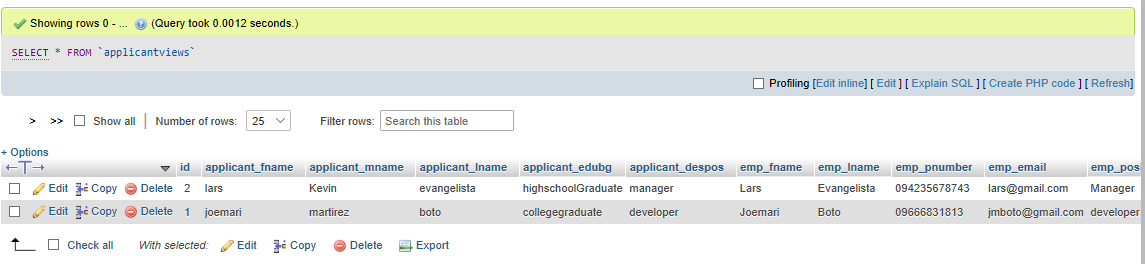 Showing rows 0 - ... (Query took 0.0012 seconds.)
SELECT * FROM `applicantviews`
Profiling [Edit inline] [ Edit ] [ Explain SQL ] [ Create PHP code ] [ Refresh]
> >> Show all | Number of rows: 25 Filter rows: Search this table
+ Options
←T→ id applicant_fname applicant_mname applicant_lname applicant_edubg applicant_despos emp_fname emp_lname emp_pnumber emp_email emp_pos
Edit Copy Delete 2 lars Kevin evangelista highschoolGraduate manager Lars Evangelista 094235678743 lars@gmail.com Manager
Edit Copy Delete 1 joemari martirez boto collegegraduate developer Joemari Boto 09666831813 jmboto@gmail.com developer
Check all With selected: Edit Copy Delete Export